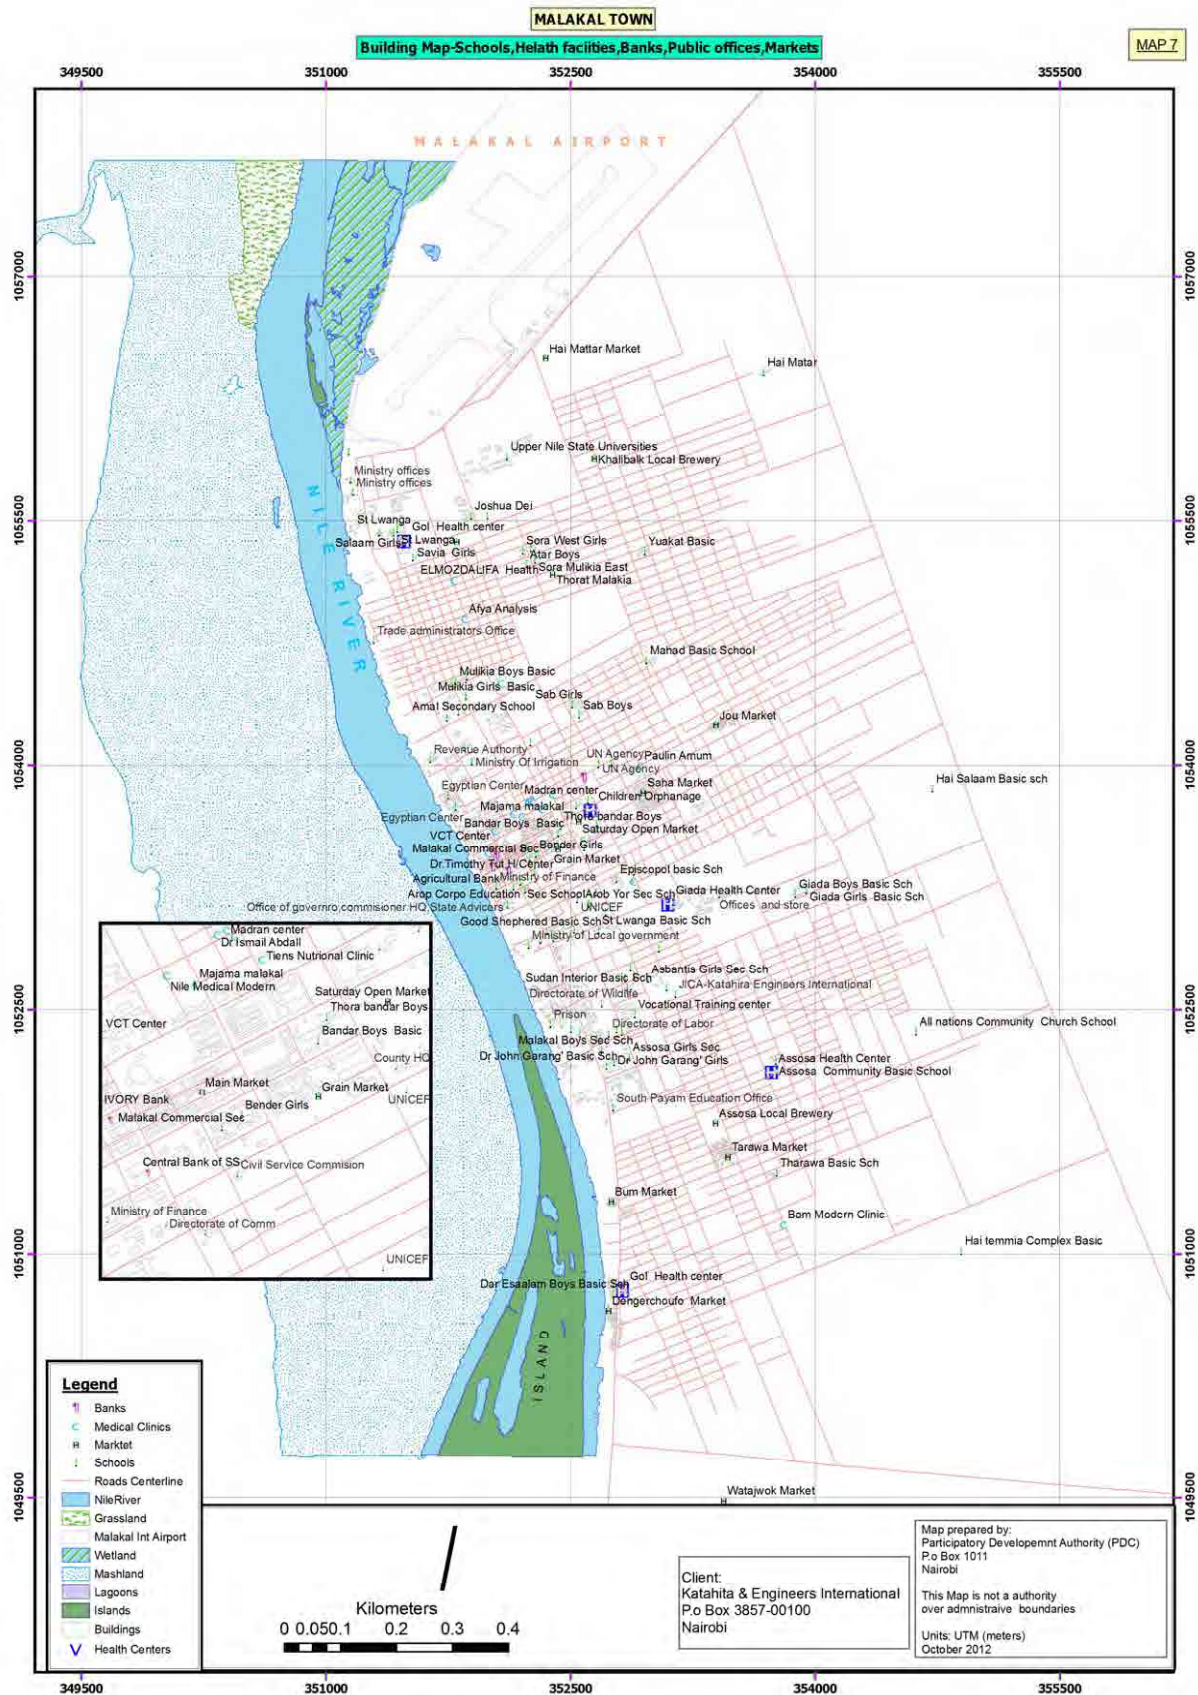 MALAKAL TOWN
Building Map-Schools,Helath faciities,Banks,Public offices,Markets
MAP 7
349500 351000 352500 354000 355500
MALAKAL AIRPORT
1057000 1057000
Hai Mattar Market
Hai Matar
Upper Nile State Universities
Khalibalk Local Brewery
Ministry offices
Ministry offices
NILE RIVER
Joshua Dei
1055500 1055500
St Lwanga
Gol Health center
Salaam Girls
St Lwanga
Savia Girls
Sora West Girls
Yuakat Basic
Atar Boys
ELMOZDALIFA Health
Sora Mulikia East
Thorat Malakia
Afya Analysis
Trade administrators Office
Mahad Basic School
Mulikia Boys Basic
Mulikia Girls Basic
Sab Girls
Amal Secondary School
Sab Boys
Jou Market
Revenue Authority
UN Agency
Paulin Amum
Ministry Of Irrigation
UN Agency
1054000 1054000
Hai Salaam Basic sch
Egyptian Center
Madran center
Saha Market
Children Orphanage
Majama malakal
Egyptian Center
Bandar Boys Basic
Thora bandar Boys
Saturday Open Market
VCT Center
Malakal Commercial Sec
Bender Girls
Grain Market
Dr.Timothy Tut H/Center
Episcopol basic Sch
Agricultural Bank
Ministry of Finance
Arop Corpo Education Sec School
Arob Yor Sec Sch
Giada Health Center
Giada Boys Basic Sch
Giada Girls Basic Sch
Office of governro,commisioner HQ,State Advicers
UNICEF
Offices and store
Good Shephered Basic Sch
St Lwanga Basic Sch
Ministry of Local government
Sudan Interior Basic Sch
Asbantis Girls Sec Sch
JICA-Katahira Engineers International
Directorate of Wildlife
Vocational Training center
1052500 1052500
Prison
Directorate of Labor
All nations Community Church School
Malakal Boys Sec Sch
Assosa Girls Sec
Dr John Garang' Basic Sch
Dr John Garang' Girls
Assosa Health Center
Assosa Community Basic School
South Payam Education Office
Assosa Local Brewery
Tarawa Market
Tharawa Basic Sch
Bum Market
Bom Modern Clinic
Hai temmia Complex Basic
1051000 1051000
Gol Health center
Dar Esaalam Boys Basic Sch
Dengerchoufo Market
ISLAND
1049500 1049500
Watajwok Market
Madran center
Dr Ismail Abdall
Tiens Nutrional Clinic
Majama malakal
Nile Medical Modern
Saturday Open Market
Thora bandar Boys
VCT Center
Bandar Boys Basic
County HQ
Main Market
Grain Market
IVORY Bank
Bender Girls
UNICEF
Malakal Commercial Sec
Central Bank of SS
Civil Service Commision
Ministry of Finance
Directorate of Comm
UNICEF
Legend
Banks
Medical Clinics
Marktet
Schools
Roads Centerline
NileRiver
Grassland
Malakal Int Airport
Wetland
Mashland
Lagoons
Islands
Buildings
Health Centers
Kilometers
0 0.050.1 0.2 0.3 0.4
Client:
Katahita & Engineers International
P.o Box 3857-00100
Nairobi
Map prepared by:
Participatory Developemnt Authority (PDC)
P.o Box 1011
Nairobi
This Map is not a authority
over admnistraive boundaries
Units: UTM (meters)
October 2012
349500 351000 352500 354000 355500